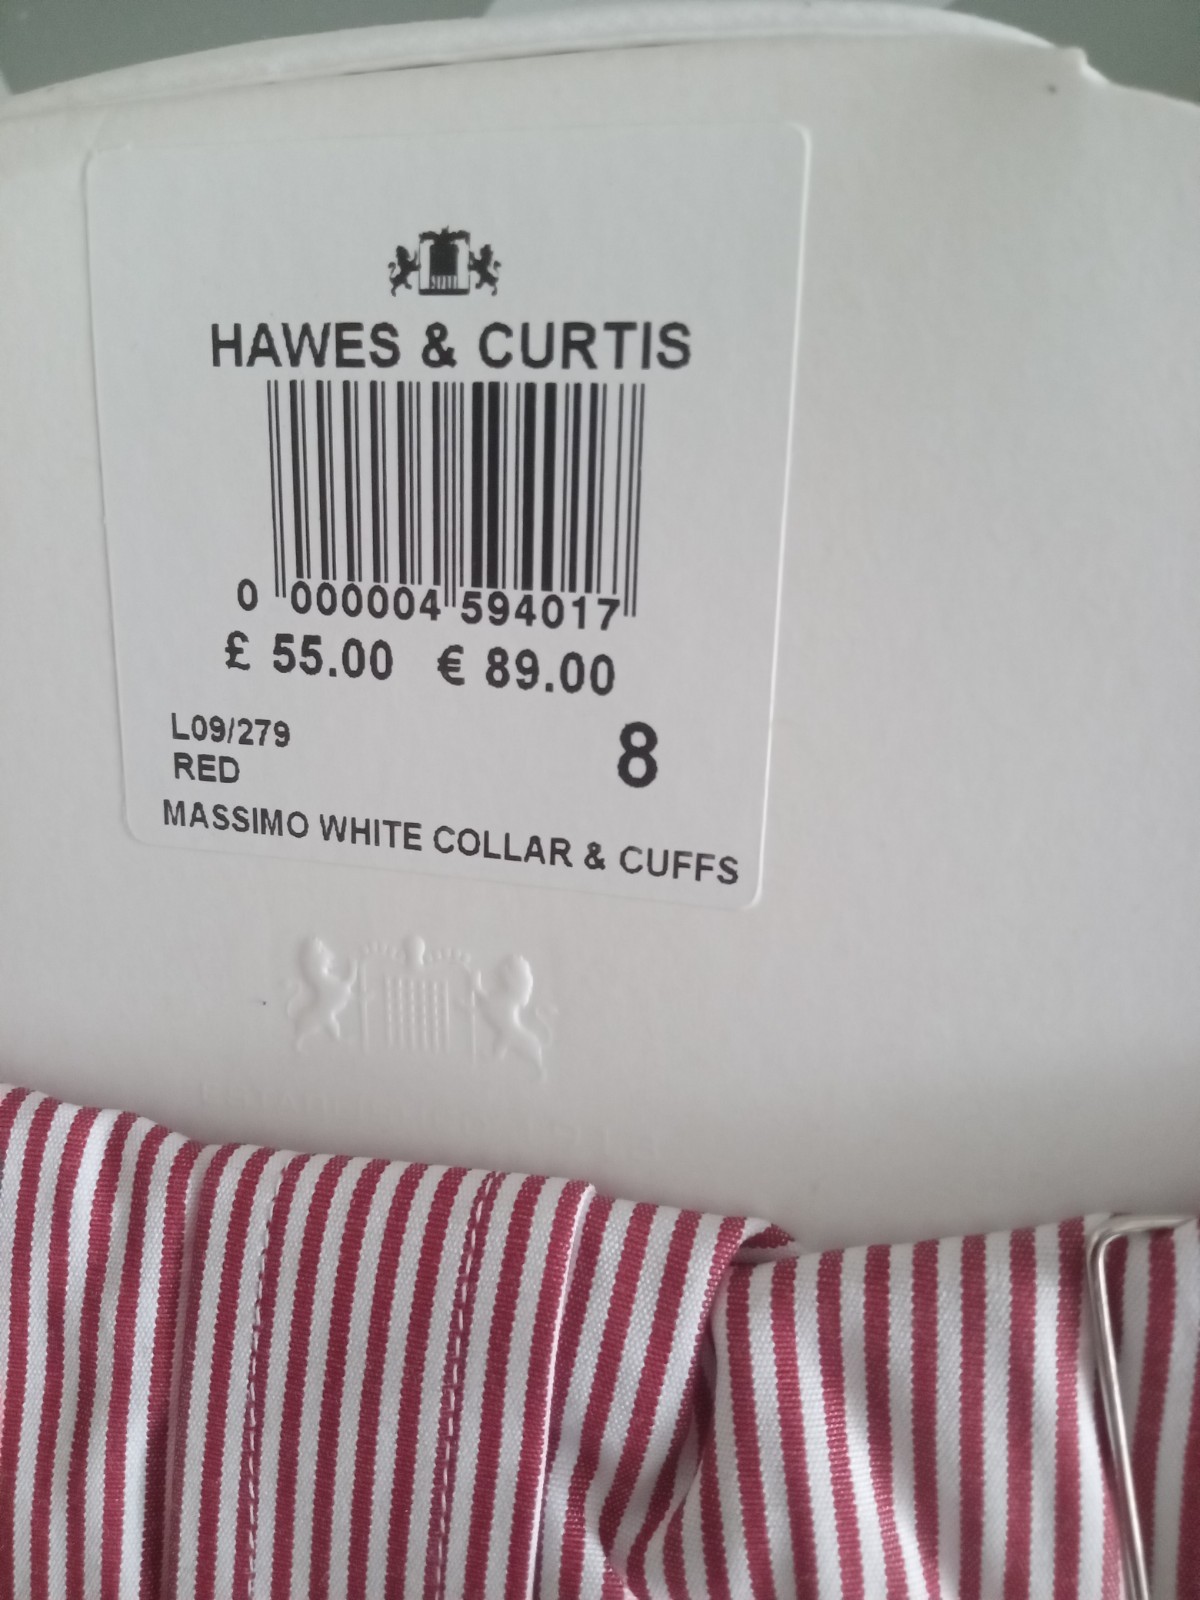 HAWES & CURTIS
0 000004 594017
£ 55.00 € 89.00
L09/279
8
RED
MASSIMO WHITE COLLAR & CUFFS